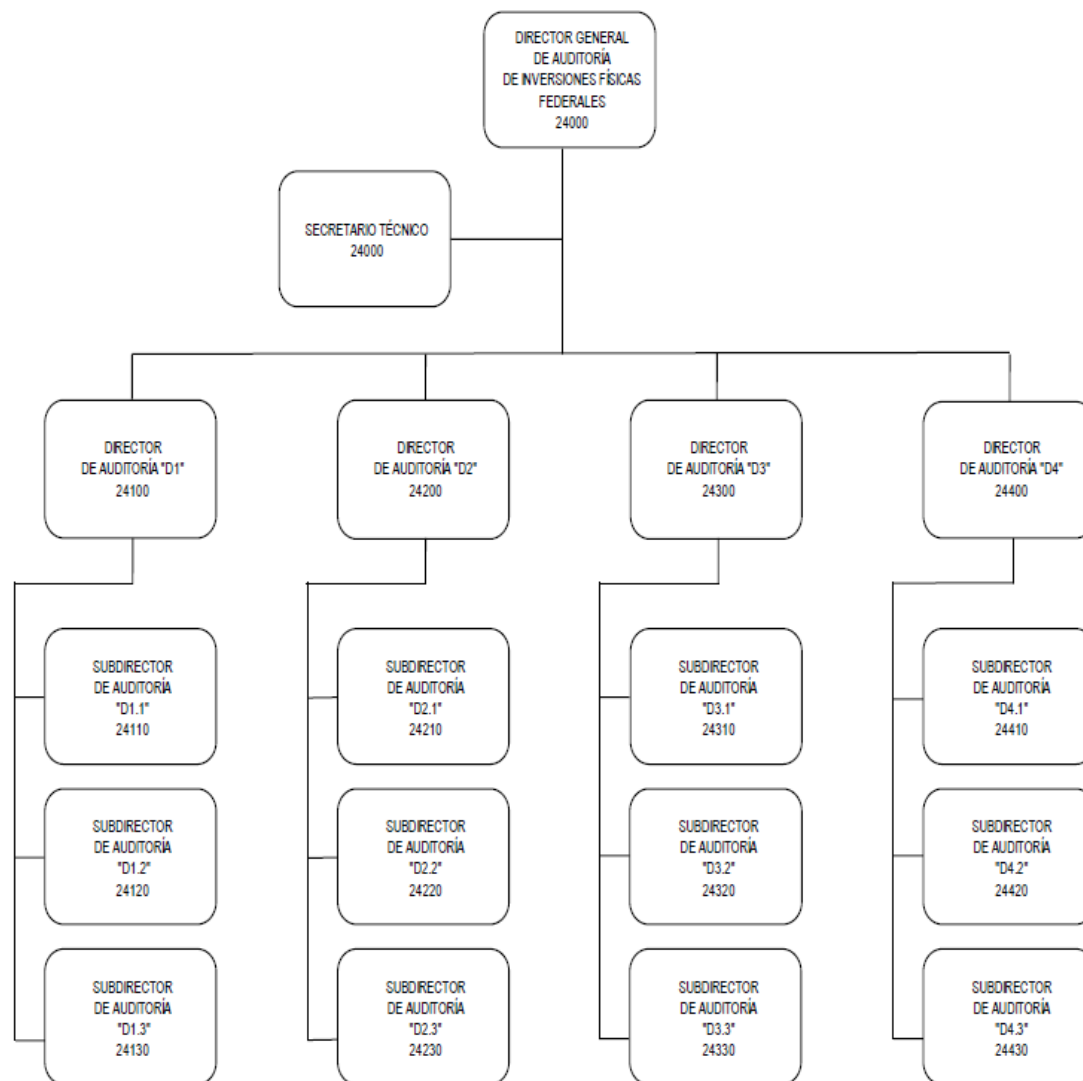 DIRECTOR GENERAL
DE AUDITORÍA
DE INVERSIONES FÍSICAS
FEDERALES
24000
SECRETARIO TÉCNICO
24000
DIRECTOR
DE AUDITORÍA "D1"
24100
DIRECTOR
DE AUDITORÍA "D2"
24200
DIRECTOR
DE AUDITORÍA "D3"
24300
DIRECTOR
DE AUDITORÍA "D4"
24400
SUBDIRECTOR
DE AUDITORÍA
"D1.1"
24110
SUBDIRECTOR
DE AUDITORÍA
"D2.1"
24210
SUBDIRECTOR
DE AUDITORÍA
"D3.1"
24310
SUBDIRECTOR
DE AUDITORÍA
"D4.1"
24410
SUBDIRECTOR
DE AUDITORÍA
"D1.2"
24120
SUBDIRECTOR
DE AUDITORÍA
"D2.2"
24220
SUBDIRECTOR
DE AUDITORÍA
"D3.2"
24320
SUBDIRECTOR
DE AUDITORÍA
"D4.2"
24420
SUBDIRECTOR
DE AUDITORÍA
"D1.3"
24130
SUBDIRECTOR
DE AUDITORÍA
"D2.3"
24230
SUBDIRECTOR
DE AUDITORÍA
"D3.3"
24330
SUBDIRECTOR
DE AUDITORÍA
"D4.3"
24430